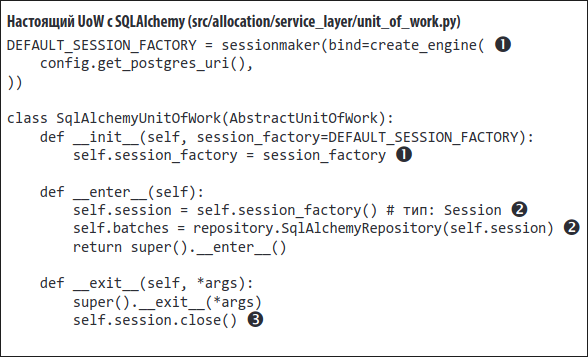 Настоящий UoW с SQLAlchemy (src/allocation/service_layer/unit_of_work.py)
DEFAULT_SESSION_FACTORY = sessionmaker(bind=create_engine( ❶
    config.get_postgres_uri(),
))
class SqlAlchemyUnitOfWork(AbstractUnitOfWork):
    def __init__(self, session_factory=DEFAULT_SESSION_FACTORY):
        self.session_factory = session_factory ❶
    def __enter__(self):
        self.session = self.session_factory() # тип: Session ❷
        self.batches = repository.SqlAlchemyRepository(self.session) ❷
        return super().__enter__()
    def __exit__(self, *args):
        super().__exit__(*args)
        self.session.close() ❸